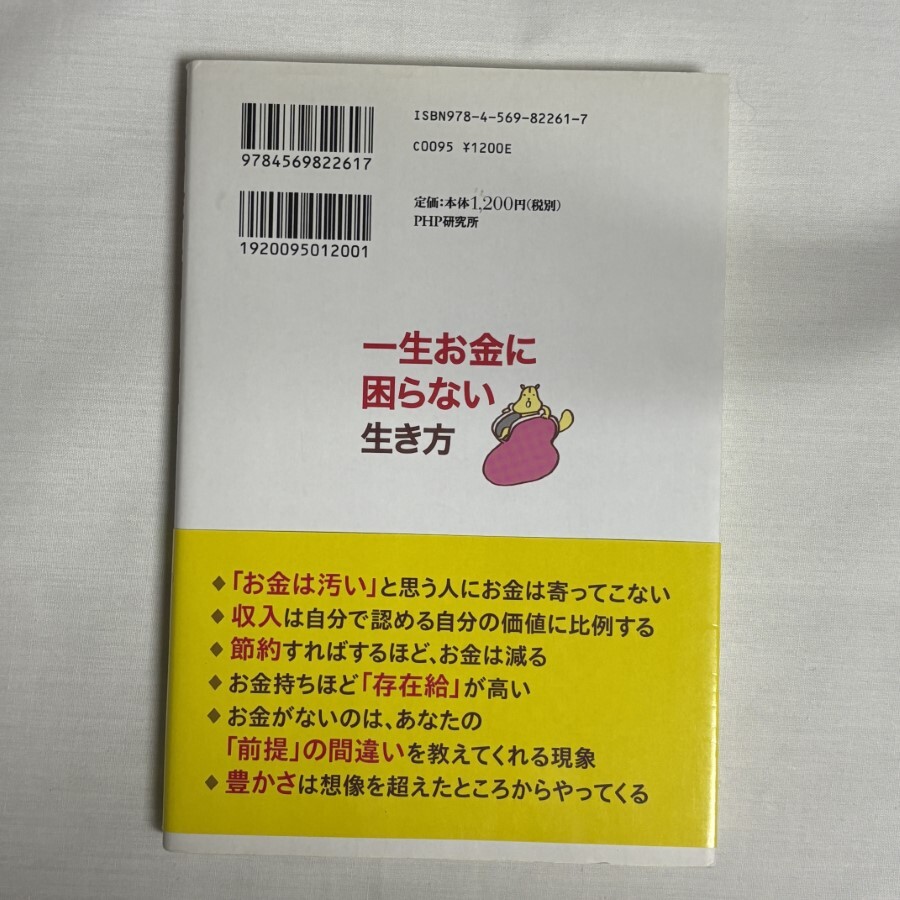 ISBN978-4-569-82261-7
C0095 ¥1200E
9784569822617
定価:本体1,200円(税別)
PHP研究所
1920095012001
一生お金に
困らない
生き方
◆「お金は汚い」と思う人にお金は寄ってこない
◆収入は自分で認める自分の価値に比例する
◆節約すればするほど、お金は減る
◆お金持ちほど「存在給」が高い
◆お金がないのは、あなたの
「前提」の間違いを教えてくれる現象
◆豊かさは想像を超えたところからやってくる